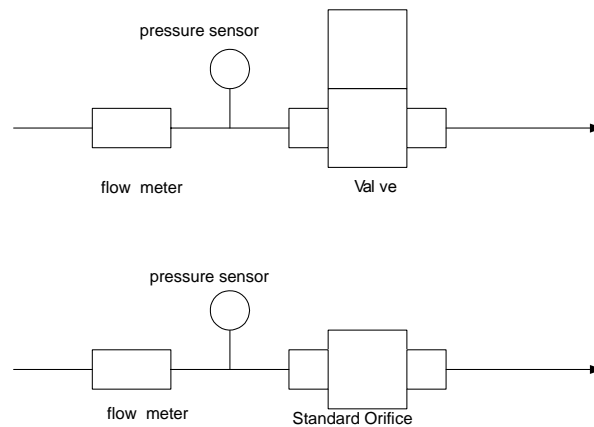 pressure sensor
flow meter
Val ve
pressure sensor
flow meter
Standard Orifice